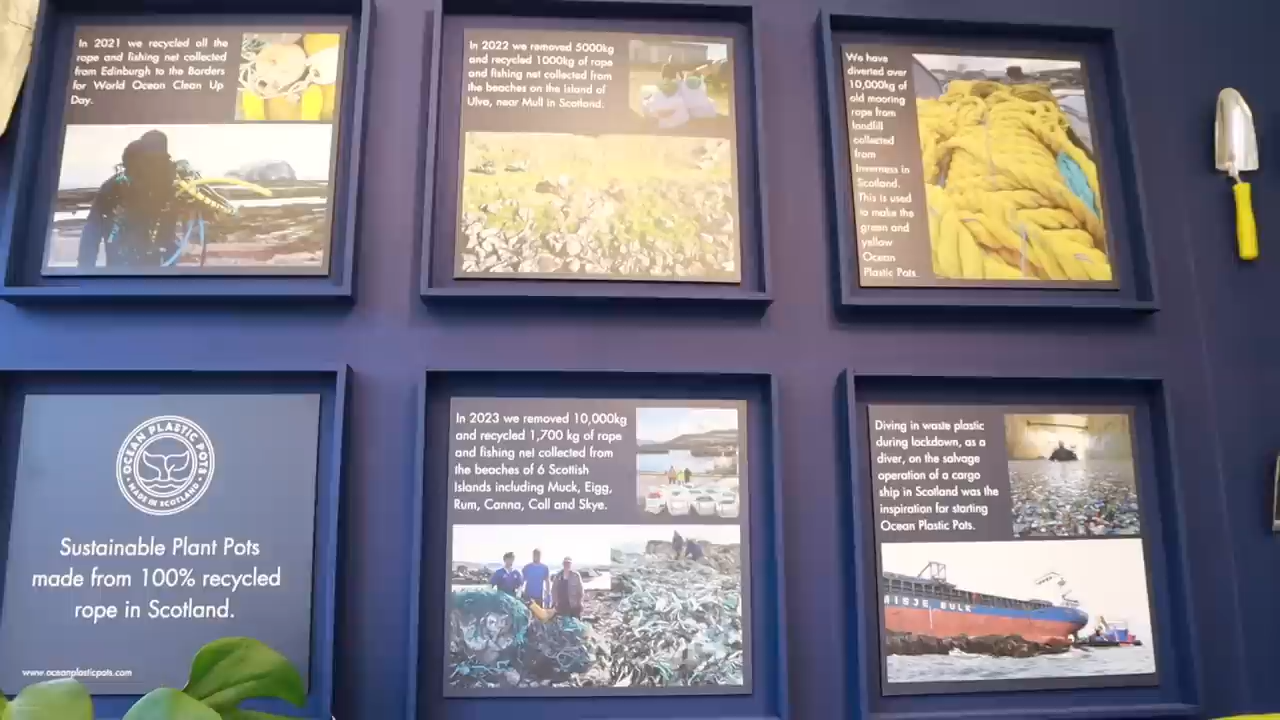 In 2021 we recycled all the
rope and fishing net collected
from Edinburgh to the Borders
for World Ocean Clean Up
Day.
In 2022 we removed 5000kg
and recycled 1000kg of rope
and fishing net collected from
the beaches on the island of
Ulva, near Mull in Scotland.
We have
diverted over
10,000kg of
old mooring
rope from
landfill
collected
from
Inverness in
Scotland.
This is used
to make the
green and
yellow
Ocean
Plastic Pots.
OCEAN PLASTIC POTS
MADE IN SCOTLAND
Sustainable Plant Pots
made from 100% recycled
rope in Scotland.
www.oceanplasticpots.com
In 2023 we removed 10,000kg
and recycled 1,700 kg of rope
and fishing net collected from
the beaches of 6 Scottish
Islands including Muck, Eigg,
Rum, Canna, Coll and Skye.
Diving in waste plastic
during lockdown, as a
diver, on the salvage
operation of a cargo
ship in Scotland was the
inspiration for starting
Ocean Plastic Pots.
MISJE BULK